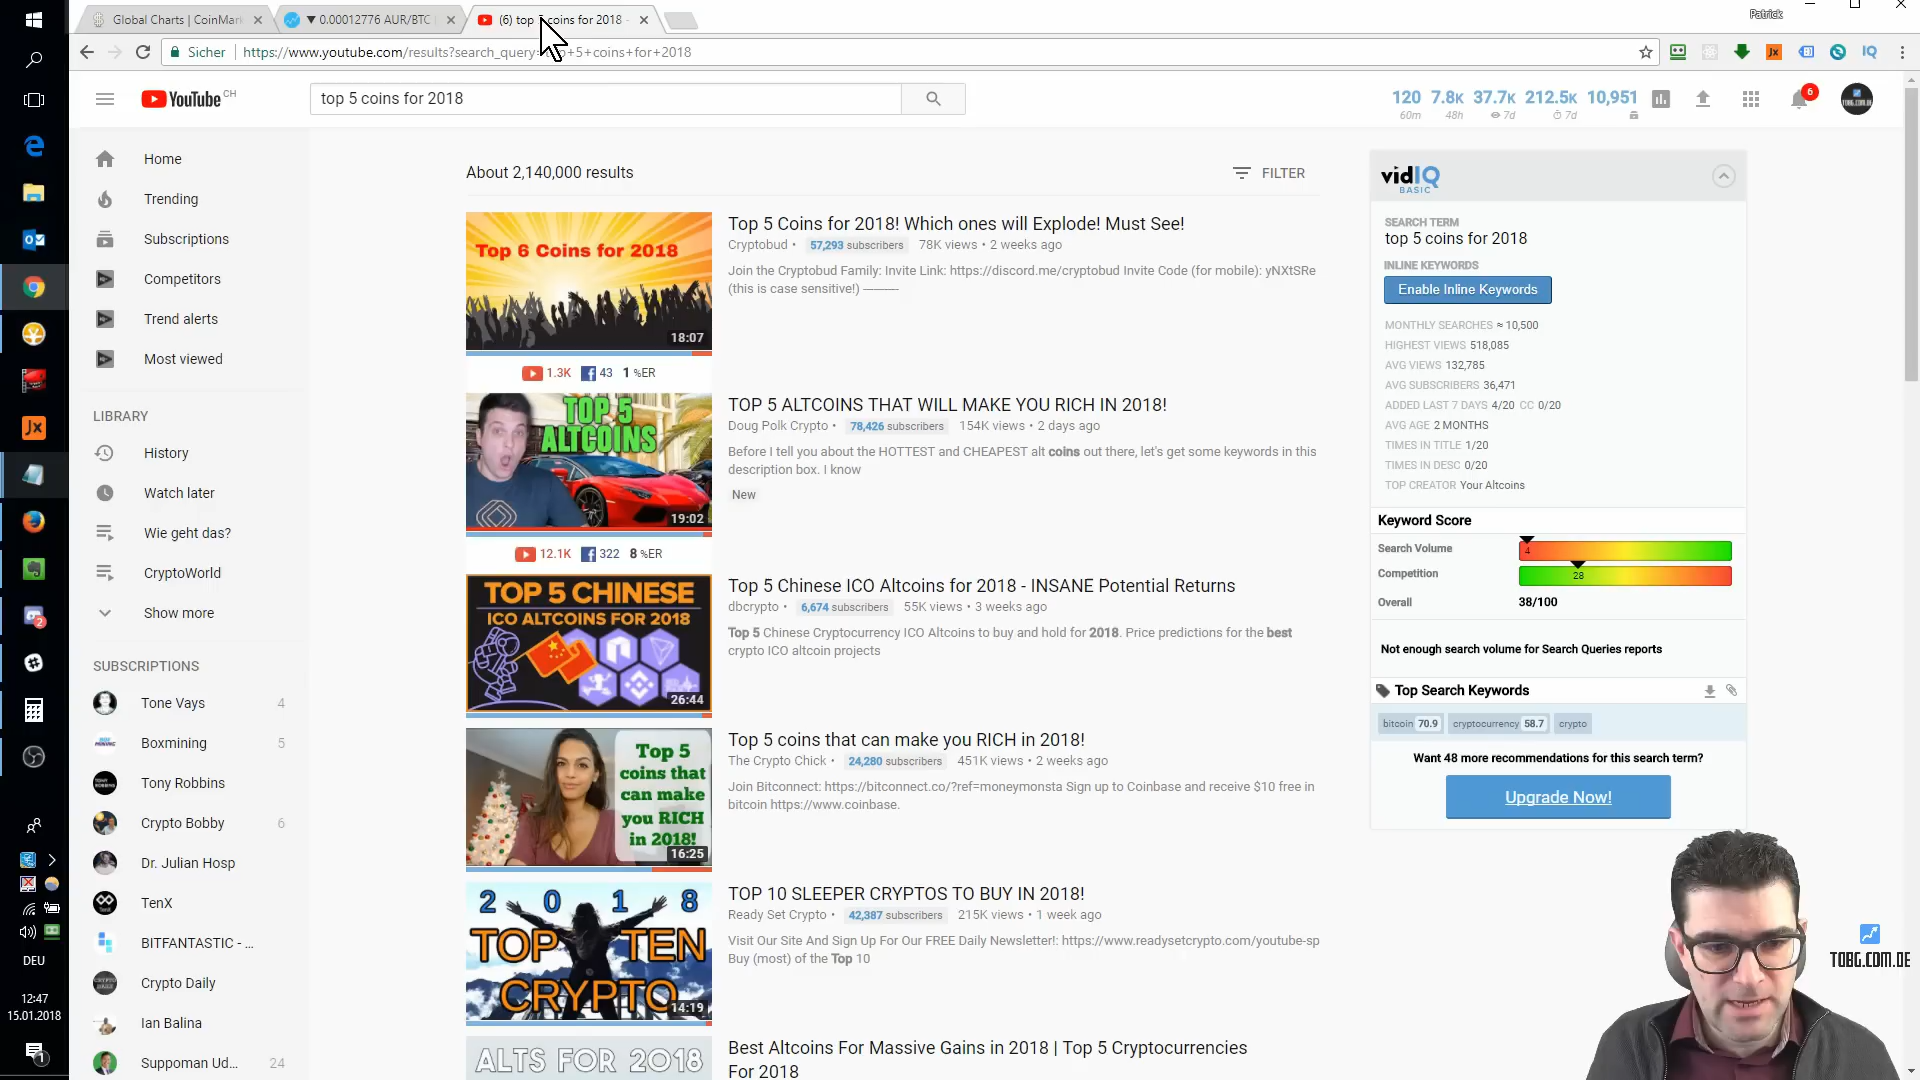 Global Charts | CoinMar
▼ 0.00012776 AUR/BTC
(6) top 5 coins for 2018
Patrick
Sicher
https://www.youtube.com/results?search_query=top+5+coins+for+2018
YouTube CH
top 5 coins for 2018
120 7.8K 37.7K 212.5K 10,951
60m 48h 7d 7d
6
Home
Trending
Subscriptions
Competitors
Trend alerts
Most viewed
LIBRARY
History
Watch later
Wie geht das?
CryptoWorld
Show more
SUBSCRIPTIONS
Tone Vays 4
Boxmining 5
Tony Robbins
Crypto Bobby 6
Dr. Julian Hosp
TenX
BITFANTASTIC - ...
Crypto Daily
Ian Balina
Suppoman Ud... 24
About 2,140,000 results
FILTER
Top 6 Coins for 2018
18:07
1.3K 43 1 %ER
Top 5 Coins for 2018! Which ones will Explode! Must See!
Cryptobud • 57,293 subscribers 78K views • 2 weeks ago
Join the Cryptobud Family: Invite Link: https://discord.me/cryptobud Invite Code (for mobile): yNXtSRe
(this is case sensitive!) ———
TOP 5
ALTCOINS
19:02
12.1K 322 8 %ER
TOP 5 ALTCOINS THAT WILL MAKE YOU RICH IN 2018!
Doug Polk Crypto • 78,426 subscribers 154K views • 2 days ago
Before I tell you about the HOTTEST and CHEAPEST alt coins out there, let's get some keywords in this
description box. I know
New
TOP 5 CHINESE
ICO ALTCOINS FOR 2018
26:44
Top 5 Chinese ICO Altcoins for 2018 - INSANE Potential Returns
dbcrypto • 6,674 subscribers 55K views • 3 weeks ago
Top 5 Chinese Cryptocurrency ICO Altcoins to buy and hold for 2018. Price predictions for the best
crypto ICO altcoin projects
Top 5
coins that
can make
you RICH
in 2018!
16:25
Top 5 coins that can make you RICH in 2018!
The Crypto Chick • 24,280 subscribers 451K views • 2 weeks ago
Join Bitconnect: https://bitconnect.co/?ref=moneymonsta Sign up to Coinbase and receive $10 free in
bitcoin https://www.coinbase.
2 0 1 8
TOP TEN
CRYPTO
14:19
TOP 10 SLEEPER CRYPTOS TO BUY IN 2018!
Ready Set Crypto • 42,387 subscribers 215K views • 1 week ago
Visit Our Site And Sign Up For Our FREE Daily Newsletter!: https://www.readysetcrypto.com/youtube-sp
Buy (most) of the Top 10
ALTS FOR 2018
Best Altcoins For Massive Gains in 2018 | Top 5 Cryptocurrencies
For 2018
vidIQ
BASIC
SEARCH TERM
top 5 coins for 2018
INLINE KEYWORDS
Enable Inline Keywords
MONTHLY SEARCHES ≈ 10,500
HIGHEST VIEWS 518,085
AVG VIEWS 132,785
AVG SUBSCRIBERS 36,471
ADDED LAST 7 DAYS 4/20 CC 0/20
AVG AGE 2 MONTHS
TIMES IN TITLE 1/20
TIMES IN DESC 0/20
TOP CREATOR Your Altcoins
Keyword Score
Search Volume 4
Competition 28
Overall 38/100
Not enough search volume for Search Queries reports
Top Search Keywords
bitcoin 70.9 cryptocurrency 58.7 crypto
Want 48 more recommendations for this search term?
Upgrade Now!
TOBG.COM.DE
DEU
12:47
15.01.2018